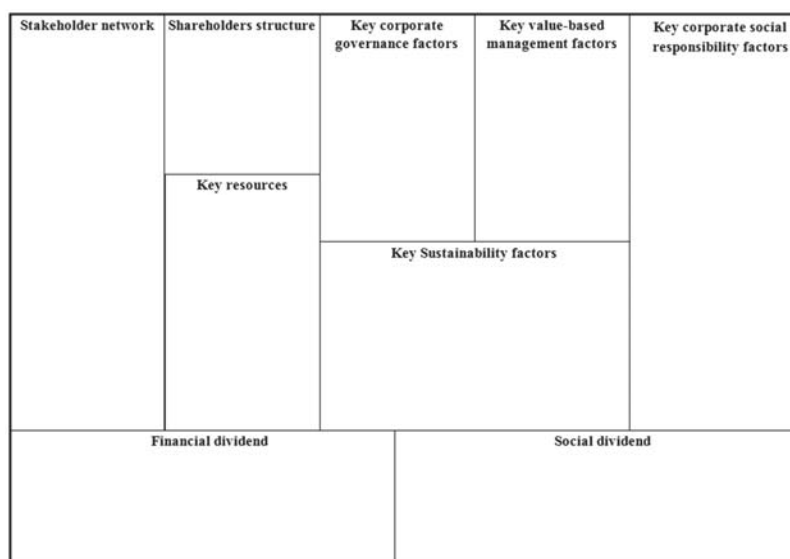 Stakeholder network
Shareholders structure
Key corporate
governance factors
Key value-based
management factors
Key corporate social
responsibility factors
Key resources
Key Sustainability factors
Financial dividend
Social dividend